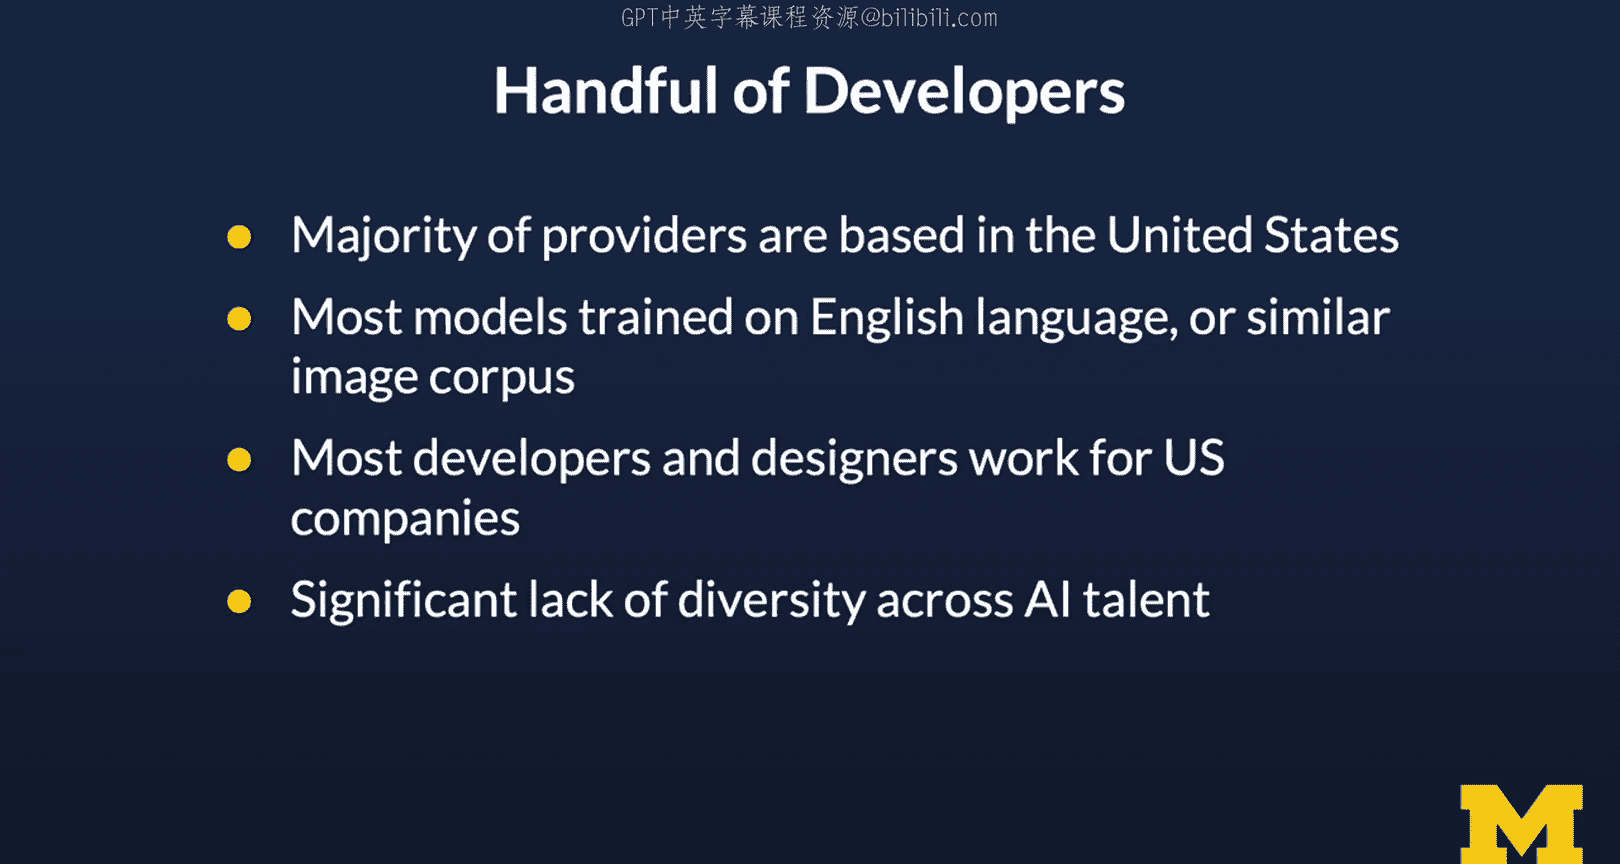 GPT中英字幕课程资源@bilibili.com
Handful of Developers
Majority of providers are based in the United States
Most models trained on English language, or similar
image corpus
Most developers and designers work for US
companies
Significant lack of diversity across AI talent
M